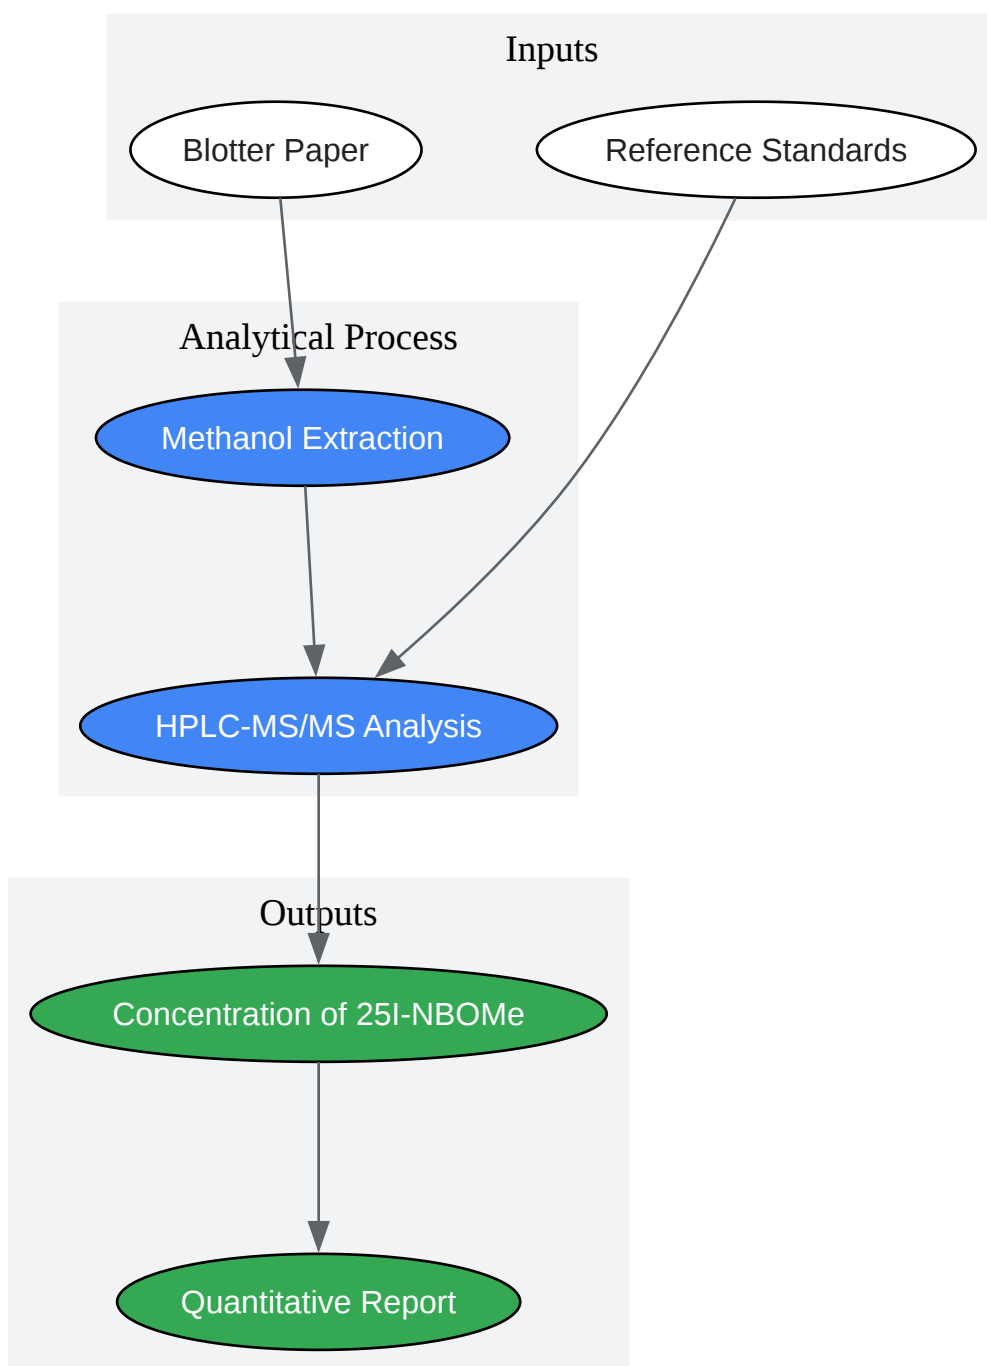 Inputs
Blotter Paper
Reference Standards
Analytical Process
Methanol Extraction
HPLC-MS/MS Analysis
Outputs
Concentration of 25I-NBOMe
Quantitative Report